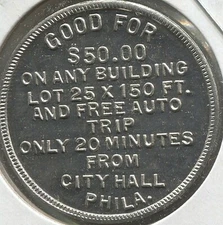 GOOD FOR
$50.00
ON ANY BUILDING
LOT 25 X 150 FT.
AND FREE AUTO
TRIP
ONLY 20 MINUTES
FROM
CITY HALL
PHILA.